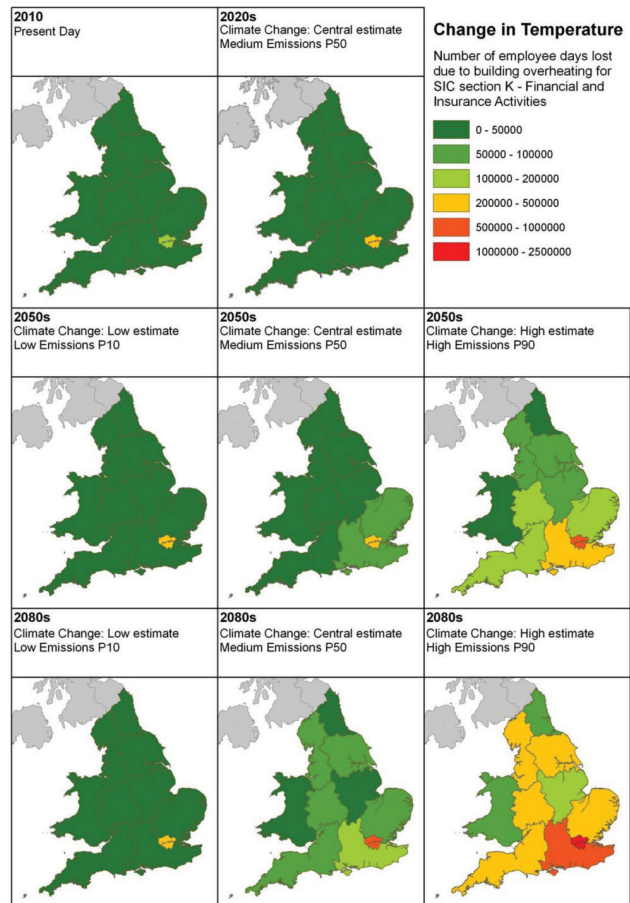 2010
Present Day
2020s
Climate Change: Central estimate
Medium Emissions P50
Change in Temperature
Number of employee days lost
due to building overheating for
SIC section K - Financial and
Insurance Activities
0 - 50000
50000 - 100000
100000 - 200000
200000 - 500000
500000 - 1000000
1000000 - 2500000
2050s
Climate Change: Low estimate
Low Emissions P10
2050s
Climate Change: Central estimate
Medium Emissions P50
2050s
Climate Change: High estimate
High Emissions P90
2080s
Climate Change: Low estimate
Low Emissions P10
2080s
Climate Change: Central estimate
Medium Emissions P50
2080s
Climate Change: High estimate
High Emissions P90